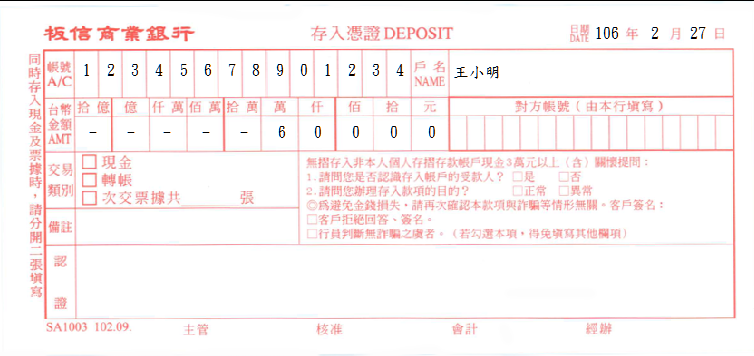 板信商業銀行 存入憑證 DEPOSIT 日期 DATE 106 年 2 月 27 日
同時存入現金及票據時，請分開二張填寫
帳號 A/C 1 2 3 4 5 6 7 8 9 0 1 2 3 4 戶名 NAME 王小明
台幣金額 AMT 拾億 億 仟萬 佰萬 拾萬 萬 仟 佰 拾 元 對方帳號（由本行填寫）
- - - - - 6 0 0 0 0
交易類別
□現金
□轉帳
□次交票據共______張
無摺存入非本人個人存摺存款帳戶現金3萬元以上（含）關懷提問：
1.請問您是否認識存入帳戶的受款人？□是 □否
2.請問您辦理存入款項的目的？ □正常 □異常
◎為避免金錢損失，請再次確認本款項與詐騙等情形無關。客戶簽名：
□客戶拒絕回答、簽名。
□行員判斷無詐騙之虞者。（若勾選本項，得免填寫其他欄項）
備註
認證
SA1003 102.09. 主管 核准 會計 經辦